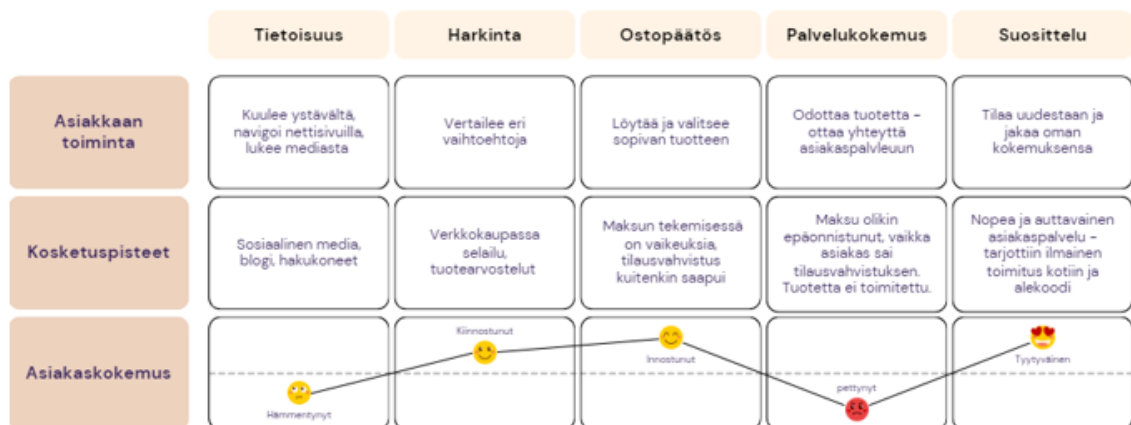 Tietoisuus
Harkinta
Ostopäätös
Palvelukokemus
Suosittelu
Asiakkaan
toiminta
Kuulee ystävältä,
navigoi nettisivuilla,
lukee mediasta
Vertailee eri
vaihtoehtoja
Löytää ja valitsee
sopivan tuotteen
Odottaa tuotetta –
ottaa yhteyttä
asiakaspalvleuun
Tilaa uudestaan ja
jakaa oman
kokemuksensa
Kosketuspisteet
Sosiaalinen media,
blogi, hakukoneet
Verkkokaupassa
selailu,
tuotearvostelut
Maksun tekemisessä
on vaikeuksia,
tilausvahvistus
kuitenkin saapui
Maksu olikin
epäonnistunut, vaikka
asiakas sai
tilausvahvistuksen.
Tuotetta ei toimitettu.
Nopea ja auttavainen
asiakaspalvelu –
tarjottiin ilmainen
toimitus kotiin ja
alekoodi
Asiakaskokemus
Hämmentynyt
Kiinnostunut
Innostunut
pettynyt
Tyytyväinen